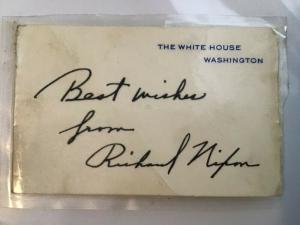 THE WHITE HOUSE
WASHINGTON
Best wishes
from
Richard Nixon